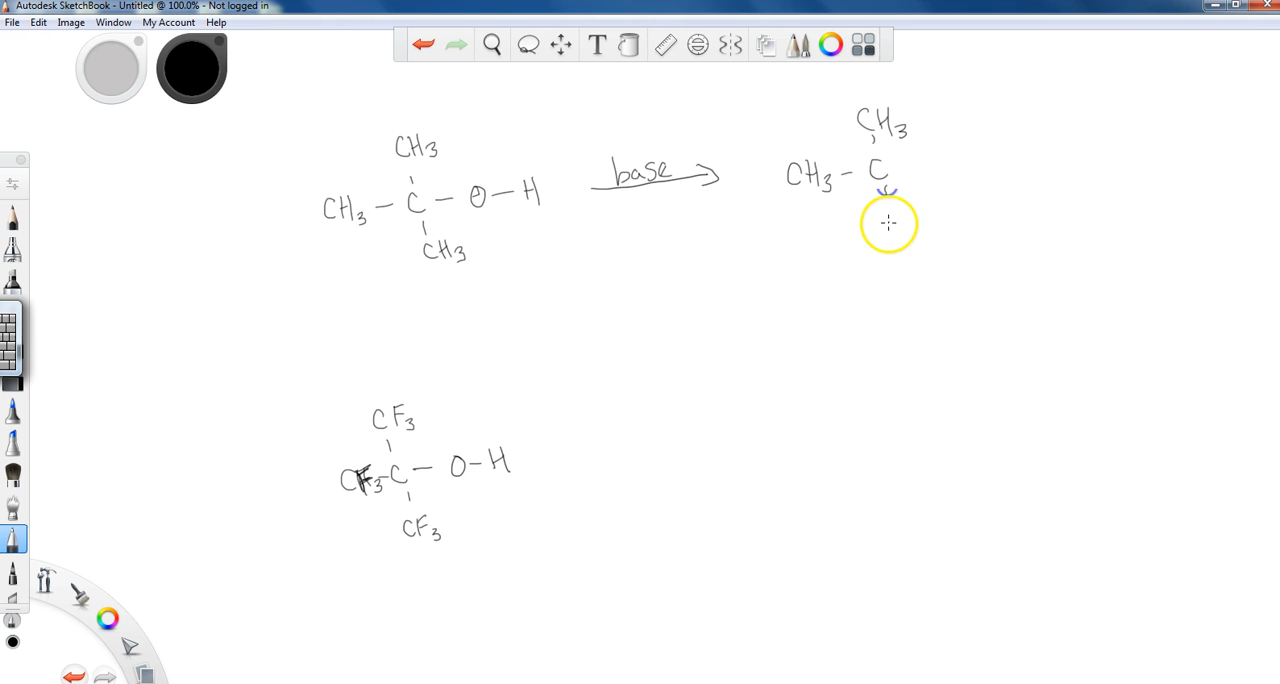 Autodesk SketchBook - Untitled @ 100.0% - Not logged in
File Edit Image Window My Account Help
T
CH3
CH3 - C - O - H
CH3
base
CH3
CH3 - C
CF3
CF3 - C - O - H
CF3